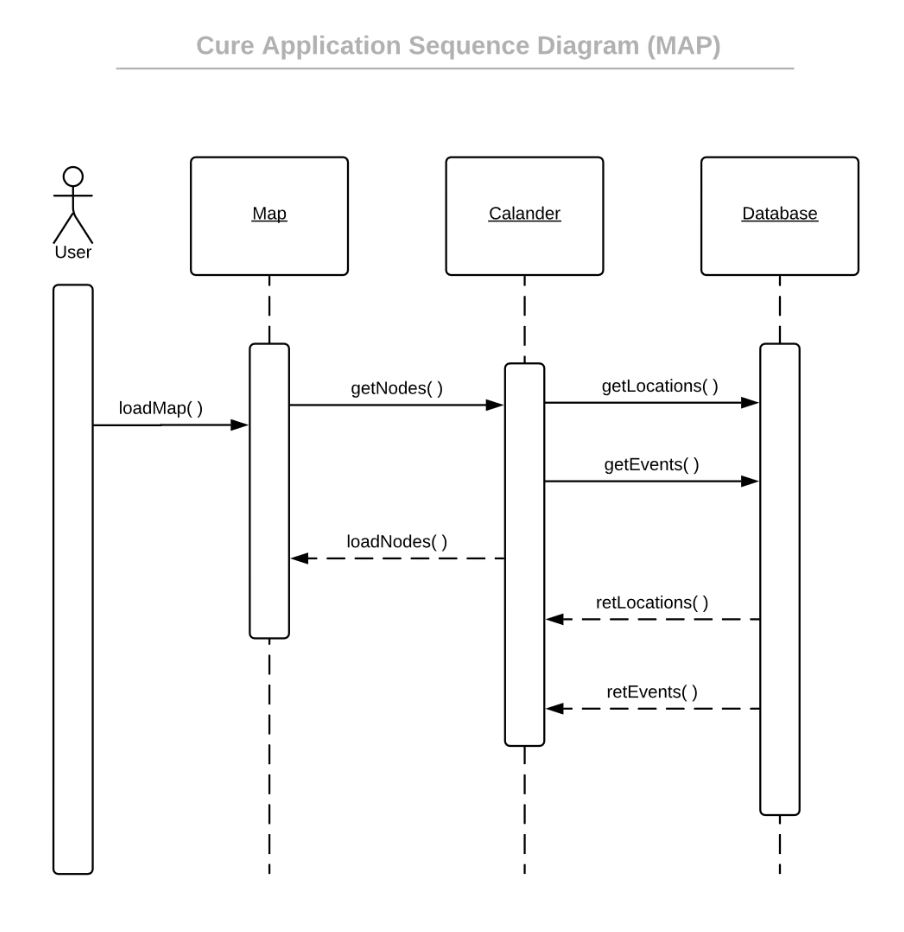 Cure Application Sequence Diagram (MAP)
Map
Calander
Database
User
getLocations( )
getNodes( )
loadMap( )
getEvents( )
loadNodes( )
retLocations( )
retEvents( )